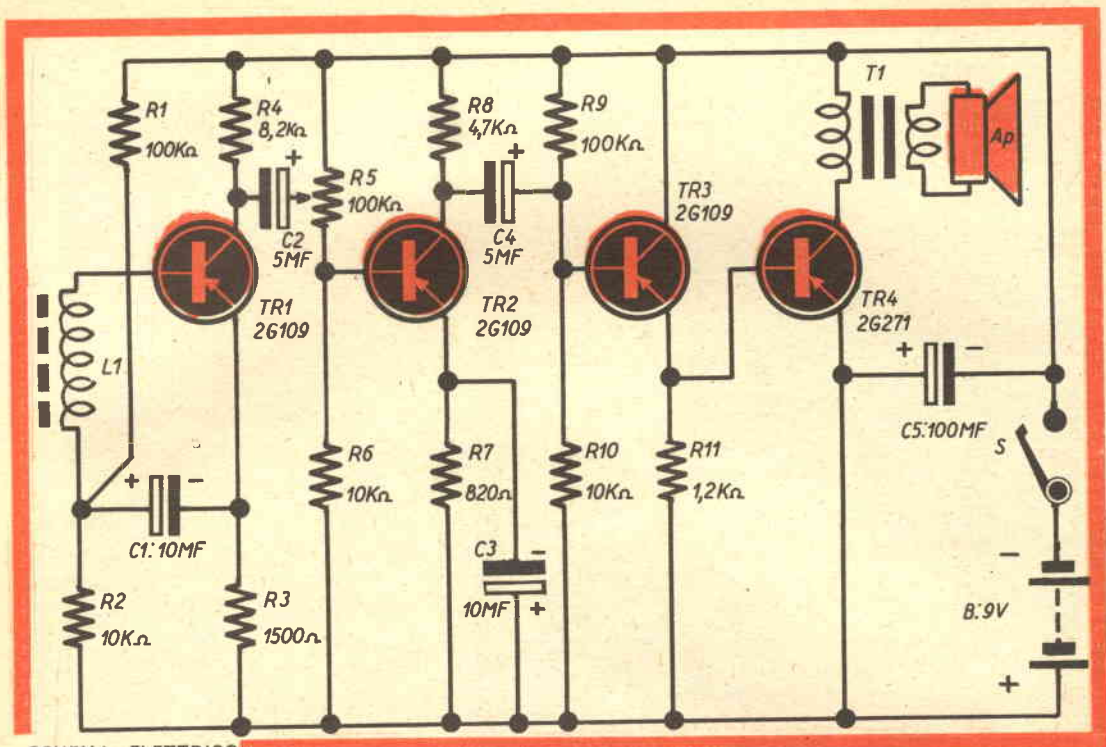 R1
100KΩ
R4
8,2KΩ
+
C2
5MF
R5
100KΩ
R8
4,7KΩ
+
C4
5MF
R9
100KΩ
T1
Ap
TR3
2G109
TR1
2G109
TR2
2G109
TR4
2G271
L1
+ -
C1:10MF
+ -
C5:100MF
S
R2
10KΩ
R3
1500Ω
R6
10KΩ
R7
820Ω
C3
-
10MF
+
R10
10KΩ
R11
1,2KΩ
-
B:9V
+